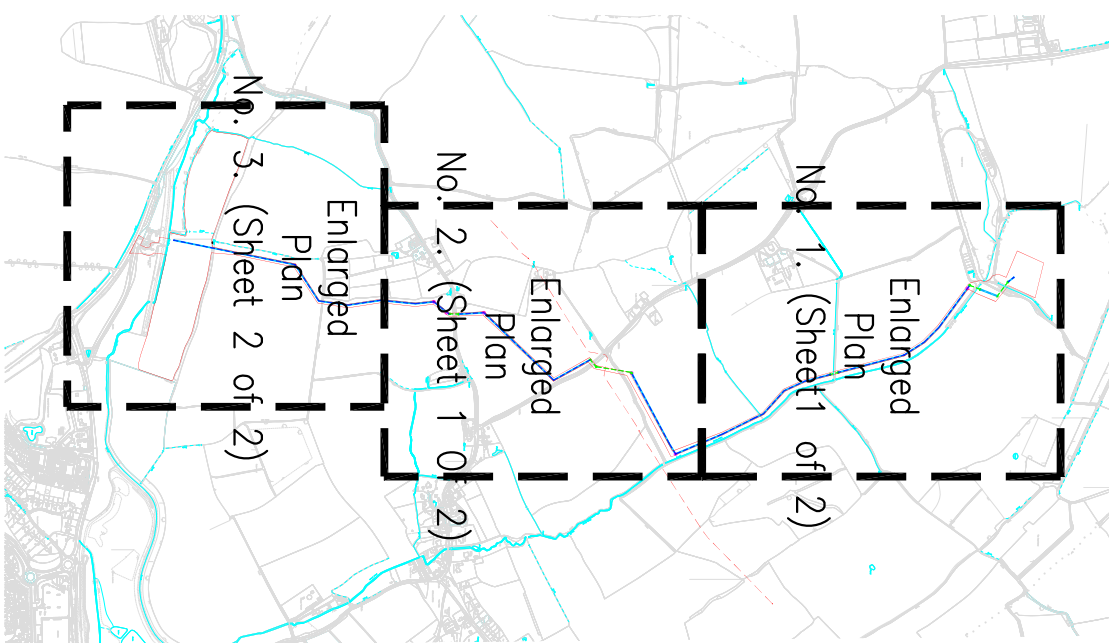 Enlarged
Plan
No. 3. (Sheet 2 of 2)
Enlarged
Plan
No. 2. (Sheet 1 Of 2)
Enlarged
Plan
No. 1. (Sheet1 of 2)